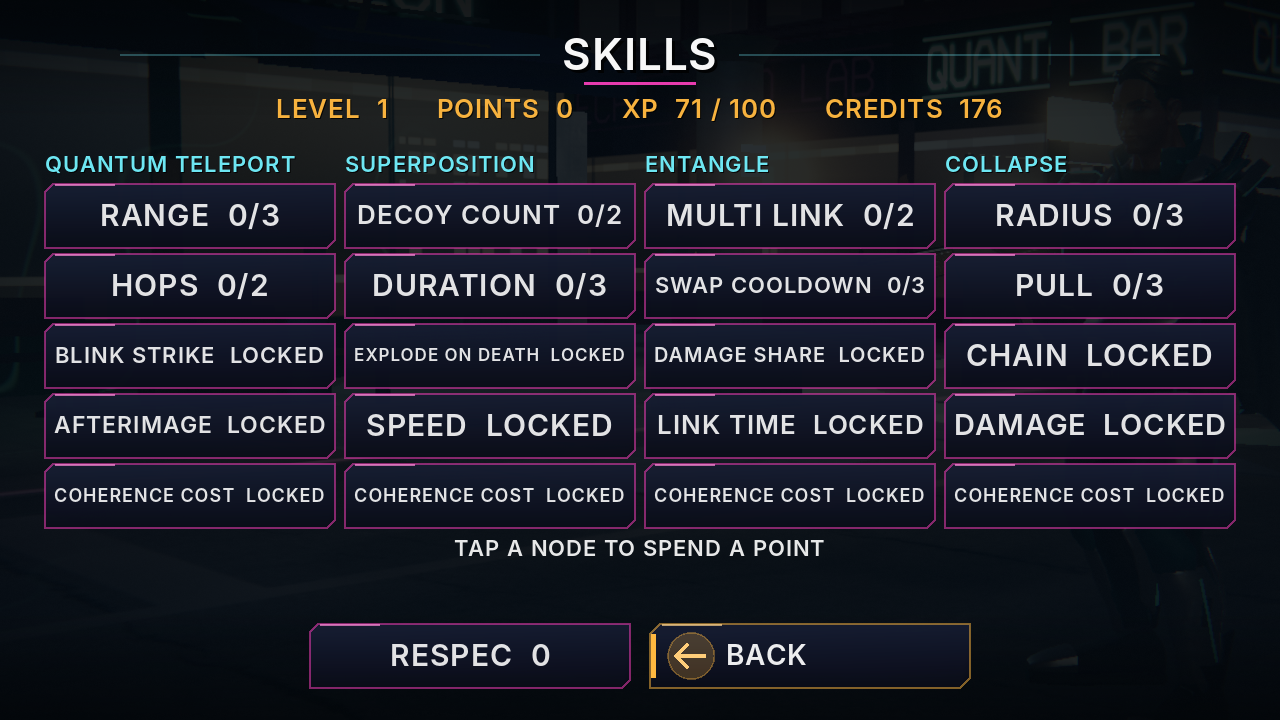 SKILLS
LEVEL 1 POINTS 0 XP 71 / 100 CREDITS 176
QUANTUM TELEPORT SUPERPOSITION ENTANGLE COLLAPSE
RANGE 0/3 DECOY COUNT 0/2 MULTI LINK 0/2 RADIUS 0/3
HOPS 0/2 DURATION 0/3 SWAP COOLDOWN 0/3 PULL 0/3
BLINK STRIKE LOCKED EXPLODE ON DEATH LOCKED DAMAGE SHARE LOCKED CHAIN LOCKED
AFTERIMAGE LOCKED SPEED LOCKED LINK TIME LOCKED DAMAGE LOCKED
COHERENCE COST LOCKED COHERENCE COST LOCKED COHERENCE COST LOCKED COHERENCE COST LOCKED
TAP A NODE TO SPEND A POINT
RESPEC 0 BACK
QUANT BAR
LAB